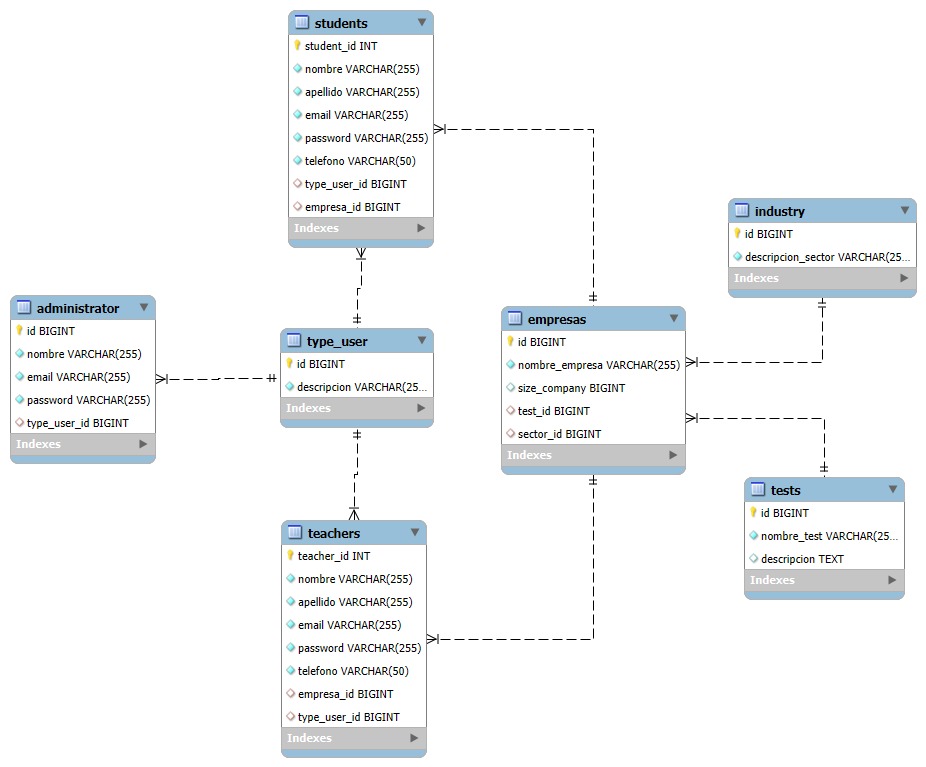 students
student_id INT
nombre VARCHAR(255)
apellido VARCHAR(255)
email VARCHAR(255)
password VARCHAR(255)
telefono VARCHAR(50)
type_user_id BIGINT
empresa_id BIGINT
Indexes
administrator
id BIGINT
nombre VARCHAR(255)
email VARCHAR(255)
password VARCHAR(255)
type_user_id BIGINT
Indexes
type_user
id BIGINT
descripcion VARCHAR(25...
Indexes
teachers
teacher_id INT
nombre VARCHAR(255)
apellido VARCHAR(255)
email VARCHAR(255)
password VARCHAR(255)
telefono VARCHAR(50)
empresa_id BIGINT
type_user_id BIGINT
Indexes
empresas
id BIGINT
nombre_empresa VARCHAR(255)
size_company BIGINT
test_id BIGINT
sector_id BIGINT
Indexes
industry
id BIGINT
descripcion_sector VARCHAR(25...
Indexes
tests
id BIGINT
nombre_test VARCHAR(25...
descripcion TEXT
Indexes